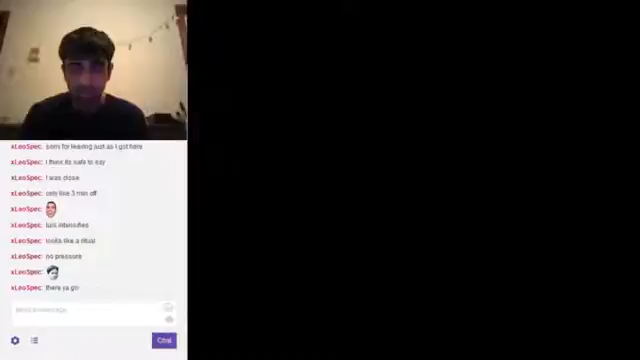 xLeoSpec: sorry for leaving just as I got here
xLeoSpec: I think its safe to say
xLeoSpec: I was close
xLeoSpec: only like 3 min off
xLeoSpec:
xLeoSpec: intensifies
xLeoSpec: looks like a ritual
xLeoSpec: no pressure
xLeoSpec:
xLeoSpec: there ya go
Send a message
Chat